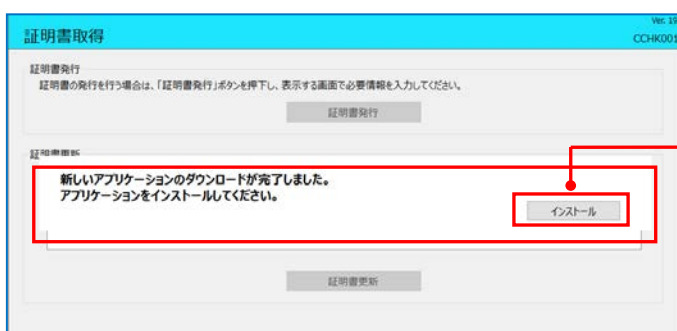 Ver. 19
証明書取得
CCHK001
証明書発行
証明書の発行を行う場合は、「証明書発行」ボタンを押下し、表示する画面で必要情報を入力してください。
証明書発行
証明書更新
新しいアプリケーションのダウンロードが完了しました。
アプリケーションをインストールしてください。
インストール
証明書更新